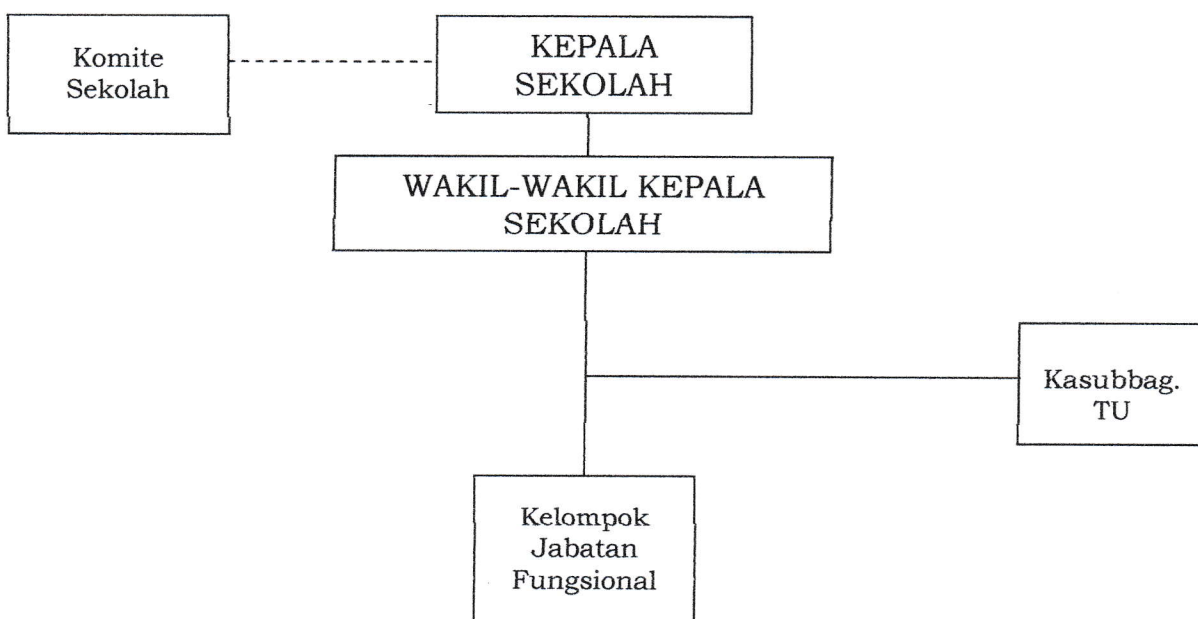 Komite
Sekolah
KEPALA
SEKOLAH
WAKIL-WAKIL KEPALA
SEKOLAH
Kasubbag.
TU
Kelompok
Jabatan
Fungsional